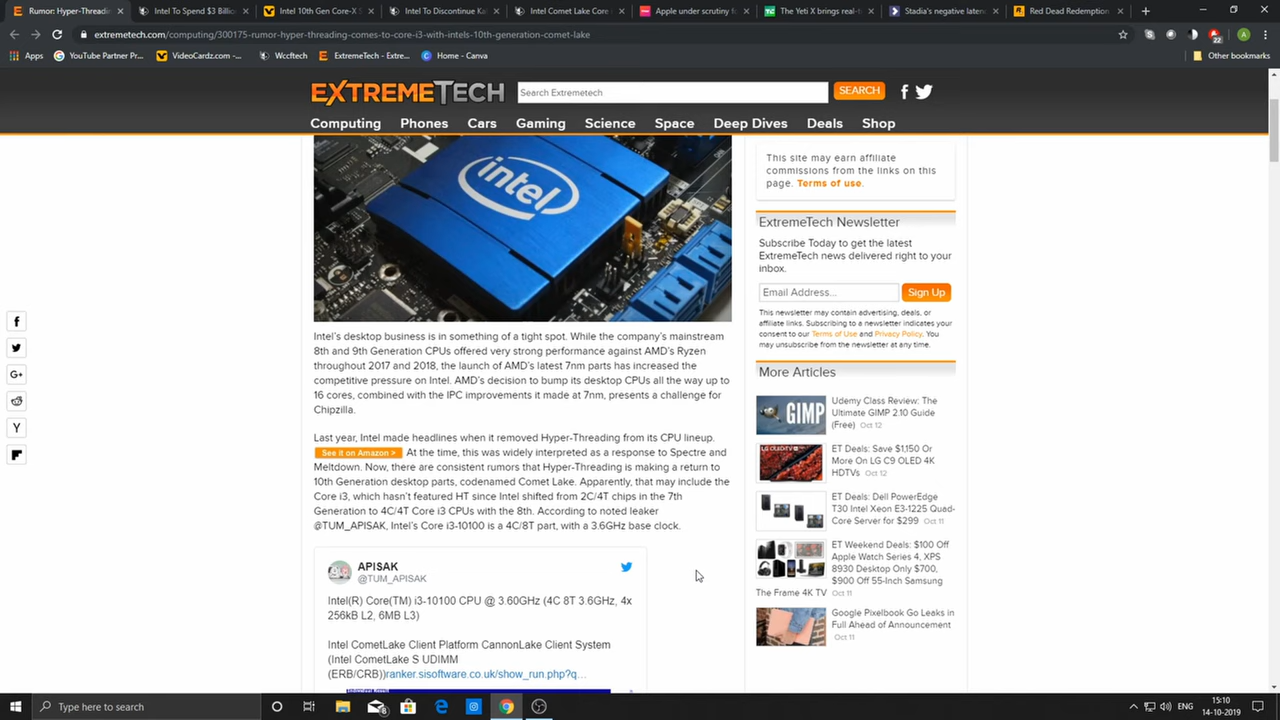 Rumor: Hyper-Threadi
Intel To Spend $3 Billion
Intel 10th Gen Core-X S
Intel To Discontinue Ka
Intel Comet Lake Core
Apple under scrutiny fo
The Yeti X brings real-ti
Stadia's negative laten
Red Dead Redemption
extremetech.com/computing/300175-rumor-hyper-threading-comes-to-core-i3-with-intels-10th-generation-comet-lake
22
A
Apps
YouTube Partner Pr...
VideoCardz.com -...
Wccftech
ExtremeTech - Extre...
Home - Canva
Other bookmarks
EXTREMETECH
Search Extremetech
SEARCH
Computing
Phones
Cars
Gaming
Science
Space
Deep Dives
Deals
Shop
intel
Intel's desktop business is in something of a tight spot. While the company's mainstream
8th and 9th Generation CPUs offered very strong performance against AMD's Ryzen
throughout 2017 and 2018, the launch of AMD's latest 7nm parts has increased the
competitive pressure on Intel. AMD's decision to bump its desktop CPUs all the way up to
16 cores, combined with the IPC improvements it made at 7nm, presents a challenge for
Chipzilla.
Last year, Intel made headlines when it removed Hyper-Threading from its CPU lineup.
See it on Amazon > At the time, this was widely interpreted as a response to Spectre and
Meltdown. Now, there are consistent rumors that Hyper-Threading is making a return to
10th Generation desktop parts, codenamed Comet Lake. Apparently, that may include the
Core i3, which hasn't featured HT since Intel shifted from 2C/4T chips in the 7th
Generation to 4C/4T Core i3 CPUs with the 8th. According to noted leaker
@TUM_APISAK, Intel's Core i3-10100 is a 4C/8T part, with a 3.6GHz base clock.
APISAK
@TUM_APISAK
Intel(R) Core(TM) i3-10100 CPU @ 3.60GHz (4C 8T 3.6GHz, 4x
256kB L2, 6MB L3)
Intel CometLake Client Platform CannonLake Client System
(Intel CometLake S UDIMM
(ERB/CRB))ranker.sisoftware.co.uk/show_run.php?q...
This site may earn affiliate
commissions from the links on this
page. Terms of use.
ExtremeTech Newsletter
Subscribe Today to get the latest
ExtremeTech news delivered right to your
inbox.
Email Address...
Sign Up
This newsletter may contain advertising, deals, or
affiliate links. Subscribing to a newsletter indicates your
consent to our Terms of Use and Privacy Policy. You
may unsubscribe from the newsletter at any time.
More Articles
GIMP
Udemy Class Review: The
Ultimate GIMP 2.10 Guide
(Free) Oct 12
ET Deals: Save $1,150 Or
More On LG C9 OLED 4K
HDTVs Oct 12
ET Deals: Dell PowerEdge
T30 Intel Xeon E3-1225 Quad-
Core Server for $299 Oct 11
ET Weekend Deals: $100 Off
Apple Watch Series 4, XPS
8930 Desktop Only $700,
$900 Off 55-Inch Samsung
The Frame 4K TV Oct 11
Google Pixelbook Go Leaks in
Full Ahead of Announcement
Oct 11
Type here to search
ENG
15:10
14-10-2019